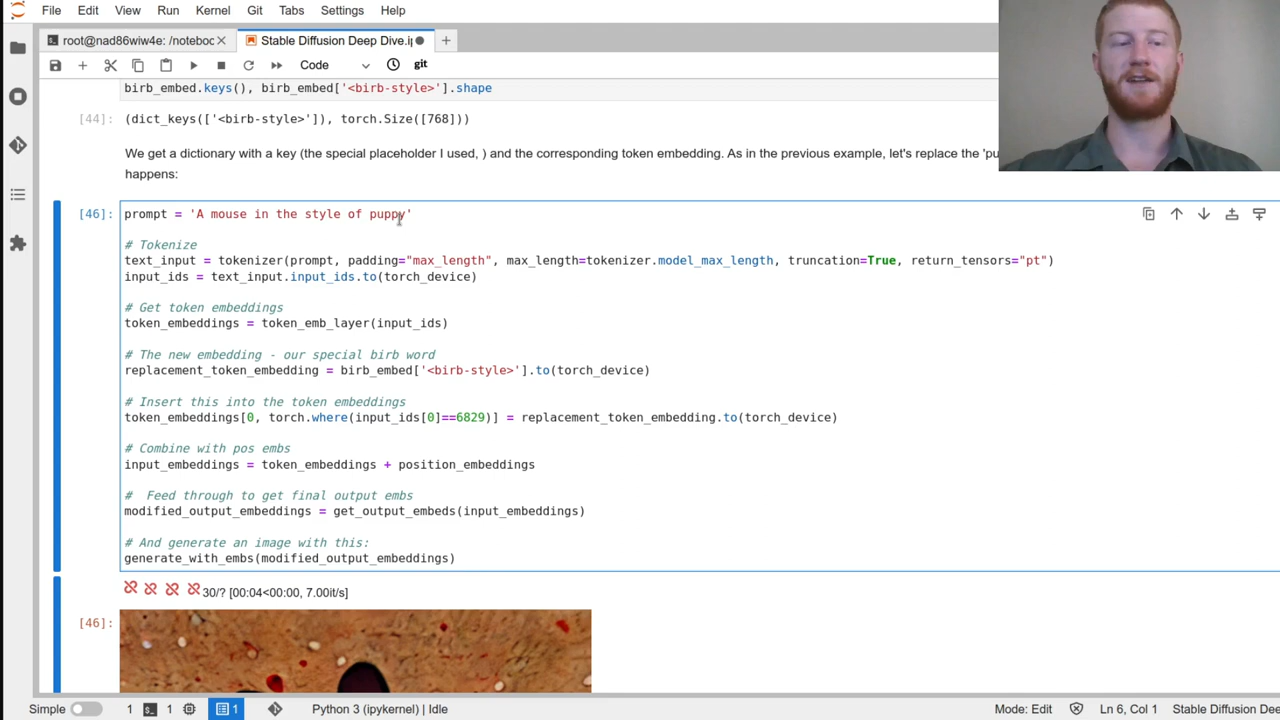 File Edit View Run Kernel Git Tabs Settings Help
root@nad86wiw4e: /noteboc
Stable Diffusion Deep Dive.i
Code
git
birb_embed.keys(), birb_embed['<birb-style>'].shape
[44]: (dict_keys(['<birb-style>']), torch.Size([768]))
We get a dictionary with a key (the special placeholder I used, ) and the corresponding token embedding. As in the previous example, let's replace the 'pu
happens:
[46]: prompt = 'A mouse in the style of puppy'
# Tokenize
text_input = tokenizer(prompt, padding="max_length", max_length=tokenizer.model_max_length, truncation=True, return_tensors="pt")
input_ids = text_input.input_ids.to(torch_device)
# Get token embeddings
token_embeddings = token_emb_layer(input_ids)
# The new embedding - our special birb word
replacement_token_embedding = birb_embed['<birb-style>'].to(torch_device)
# Insert this into the token embeddings
token_embeddings[0, torch.where(input_ids[0]==6829)] = replacement_token_embedding.to(torch_device)
# Combine with pos embs
input_embeddings = token_embeddings + position_embeddings
#  Feed through to get final output embs
modified_output_embeddings = get_output_embeds(input_embeddings)
# And generate an image with this:
generate_with_embs(modified_output_embeddings)
30/? [00:04<00:00, 7.00it/s]
[46]:
Simple 1 1 1 Python 3 (ipykernel) | Idle Mode: Edit Ln 6, Col 1 Stable Diffusion Dee